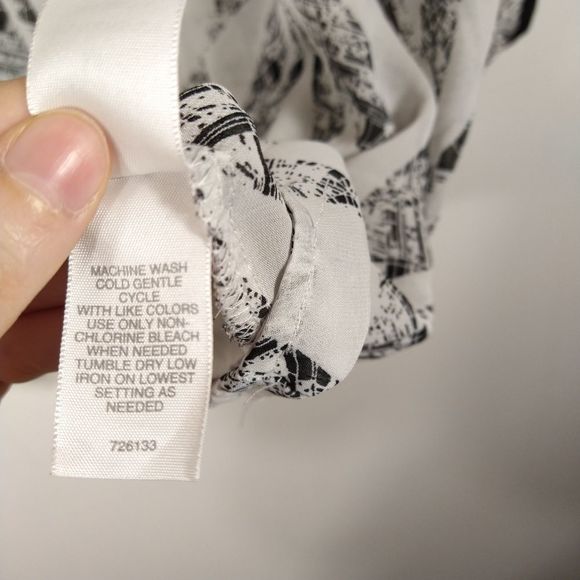 MACHINE WASH
COLD GENTLE
CYCLE
WITH LIKE COLORS
USE ONLY NON-
CHLORINE BLEACH
WHEN NEEDED
TUMBLE DRY LOW
IRON ON LOWEST
SETTING AS
NEEDED
726133